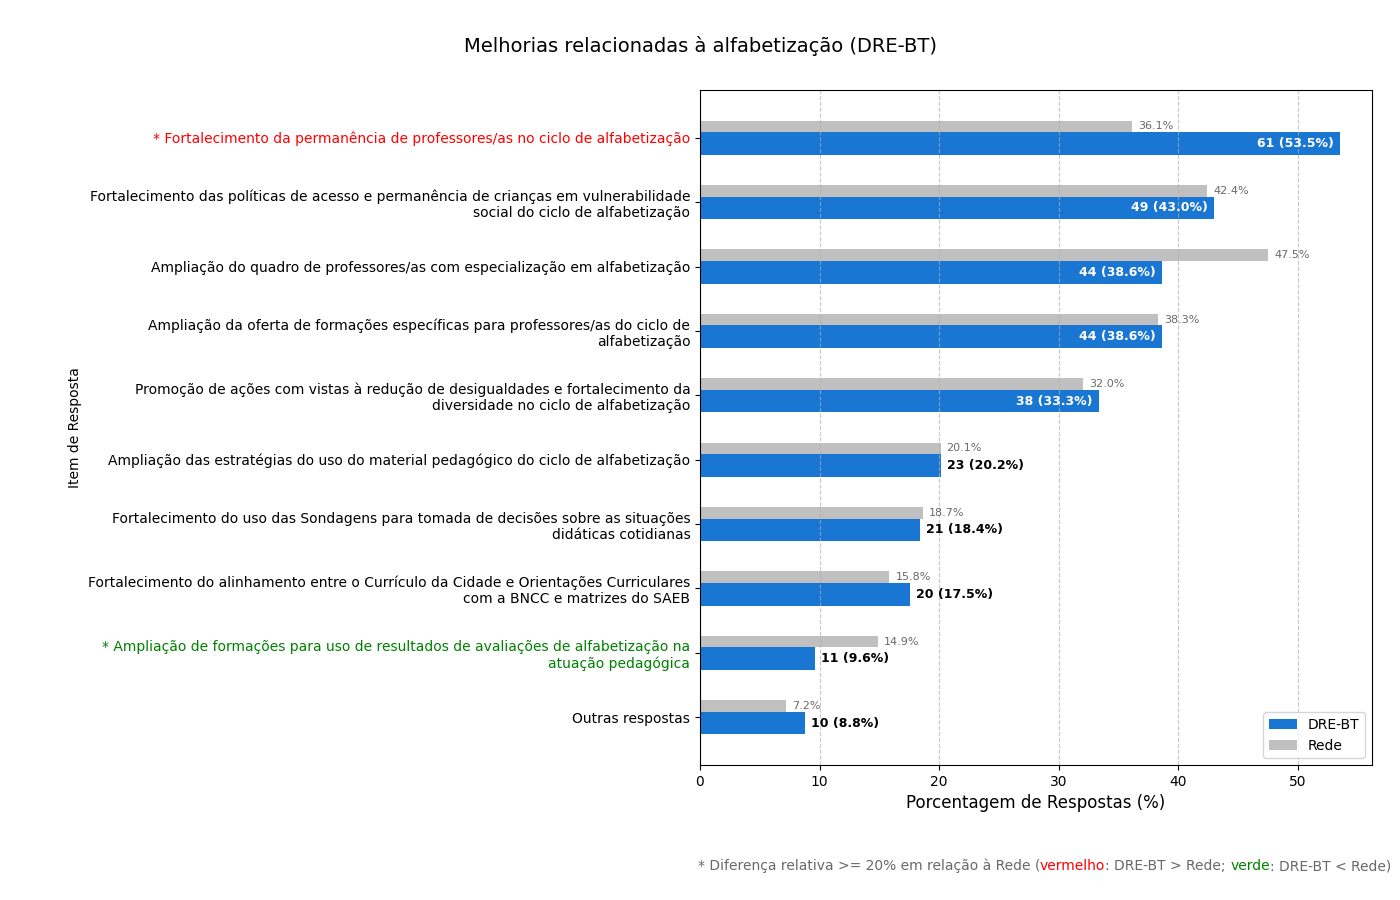 Melhorias relacionadas à alfabetização (DRE-BT)
Item de Resposta
* Fortalecimento da permanência de professores/as no ciclo de alfabetização
36.1%
61 (53.5%)
Fortalecimento das políticas de acesso e permanência de crianças em vulnerabilidade
social do ciclo de alfabetização
42.4%
49 (43.0%)
Ampliação do quadro de professores/as com especialização em alfabetização
47.5%
44 (38.6%)
Ampliação da oferta de formações específicas para professores/as do ciclo de
alfabetização
38.3%
44 (38.6%)
Promoção de ações com vistas à redução de desigualdades e fortalecimento da
diversidade no ciclo de alfabetização
32.0%
38 (33.3%)
Ampliação das estratégias do uso do material pedagógico do ciclo de alfabetização
20.1%
23 (20.2%)
Fortalecimento do uso das Sondagens para tomada de decisões sobre as situações
didáticas cotidianas
18.7%
21 (18.4%)
Fortalecimento do alinhamento entre o Currículo da Cidade e Orientações Curriculares
com a BNCC e matrizes do SAEB
15.8%
20 (17.5%)
* Ampliação de formações para uso de resultados de avaliações de alfabetização na
atuação pedagógica
14.9%
11 (9.6%)
Outras respostas
7.2%
10 (8.8%)
DRE-BT
Rede
0 10 20 30 40 50
Porcentagem de Respostas (%)
* Diferença relativa >= 20% em relação à Rede (vermelho: DRE-BT > Rede; verde: DRE-BT < Rede)